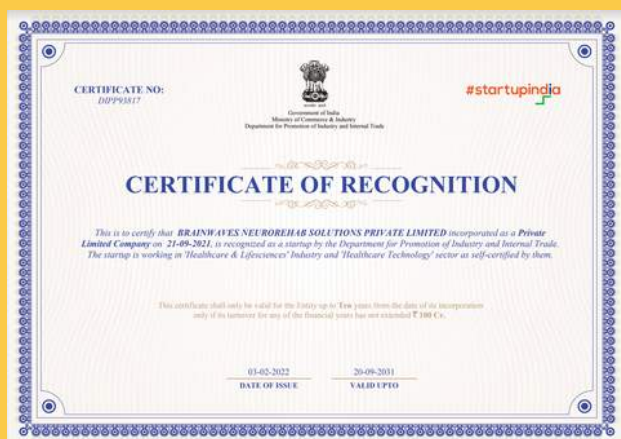 CERTIFICATE NO:
DIPP93817
#startupindia
Government of India
Ministry of Commerce & Industry
Department for Promotion of Industry and Internal Trade
CERTIFICATE OF RECOGNITION
This is to certify that BRAINWAVES NEUROREHAB SOLUTIONS PRIVATE LIMITED incorporated as a Private
Limited Company on 21-09-2021, is recognized as a startup by the Department for Promotion of Industry and Internal Trade.
The startup is working in 'Healthcare & Lifesciences' Industry and 'Healthcare Technology' sector as self-certified by them.
This certificate shall only be valid for the Entity up to Ten years from the date of its incorporation
only if its turnover for any of the financial years has not exceeded ₹ 100 Cr.
03-02-2022
20-09-2031
DATE OF ISSUE
VALID UPTO